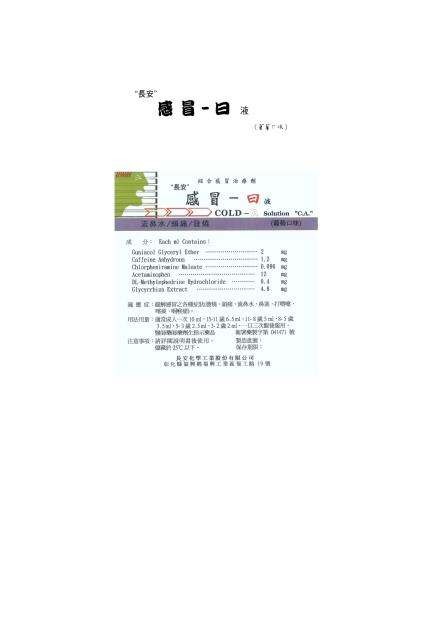 "長安"
感冒一日 液
(葡萄口味)
綜合感冒治療劑
"長安"
感冒一日液
COLD-A Solution "C.A."
流鼻水/頭痛/發燒 (葡萄口味)
成 分: Each ml Contains:
Guaiacol Glyceryl Ether 2 mg
Caffeine Anhydrous 1.2 mg
Chlorpheniramine Maleate 0.096 mg
Acetaminophen 12 mg
DL-Methylephedrine Hydrochloride 0.4 mg
Glycyrrhiza Extract 4.8 mg
適應症:緩解感冒之各種症狀(發燒、頭痛、流鼻水、鼻塞、打噴嚏、
咳嗽、咽喉痛)。
用法用量:通常成人一次10ml,15-11歲6.5ml,11-8歲5ml,8-5歲
3.5ml,5-3歲2.5ml,3-2歲2ml,一日三次飯後服用。
醫師藥師藥劑生指示藥品 衛署藥製字第 041471 號
注意事項:請詳閱說明書後使用。 製造批號:
儲藏於25℃以下。 保存期限:
長安化學工業股份有限公司
彰化縣福興鄉福興工業區福工路19號